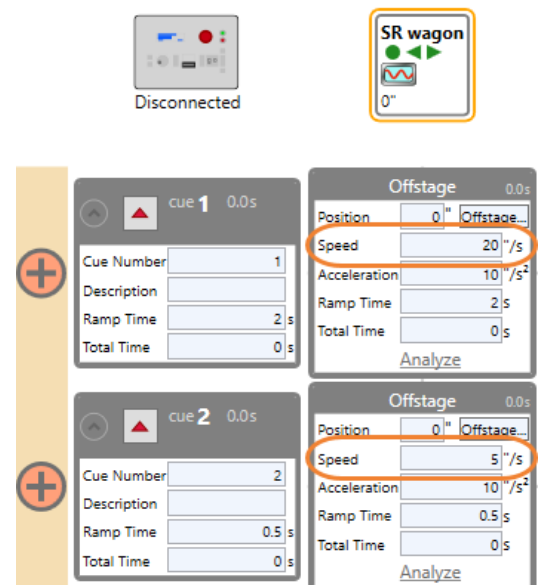 Disconnected
SR wagon
0"
cue 1 0.0s
Cue Number 1
Description
Ramp Time 2 s
Total Time 0 s
Offstage 0.0s
Position 0 " Offstage...
Speed 20 "/s
Acceleration 10 "/s²
Ramp Time 2 s
Total Time 0 s
Analyze
cue 2 0.0s
Cue Number 2
Description
Ramp Time 0.5 s
Total Time 0 s
Offstage 0.0s
Position 0 " Offstage...
Speed 5 "/s
Acceleration 10 "/s²
Ramp Time 0.5 s
Total Time 0 s
Analyze